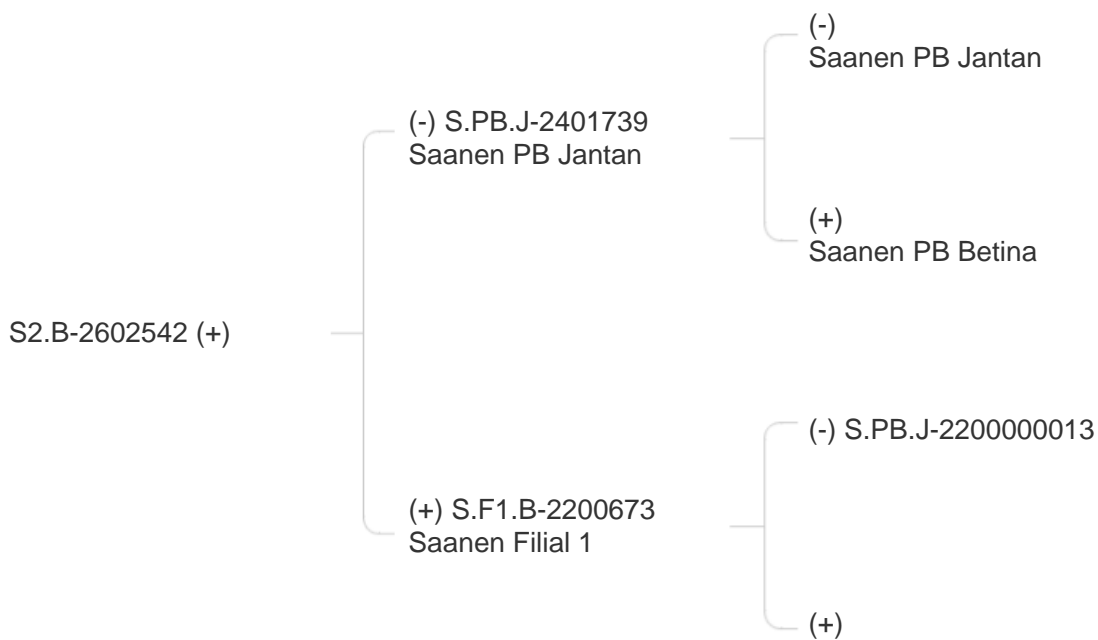 (-)
Saanen PB Jantan
(-) S.PB.J-2401739
Saanen PB Jantan
(+)
Saanen PB Betina
S2.B-2602542 (+)
(-) S.PB.J-2200000013
(+) S.F1.B-2200673
Saanen Filial 1
(+)